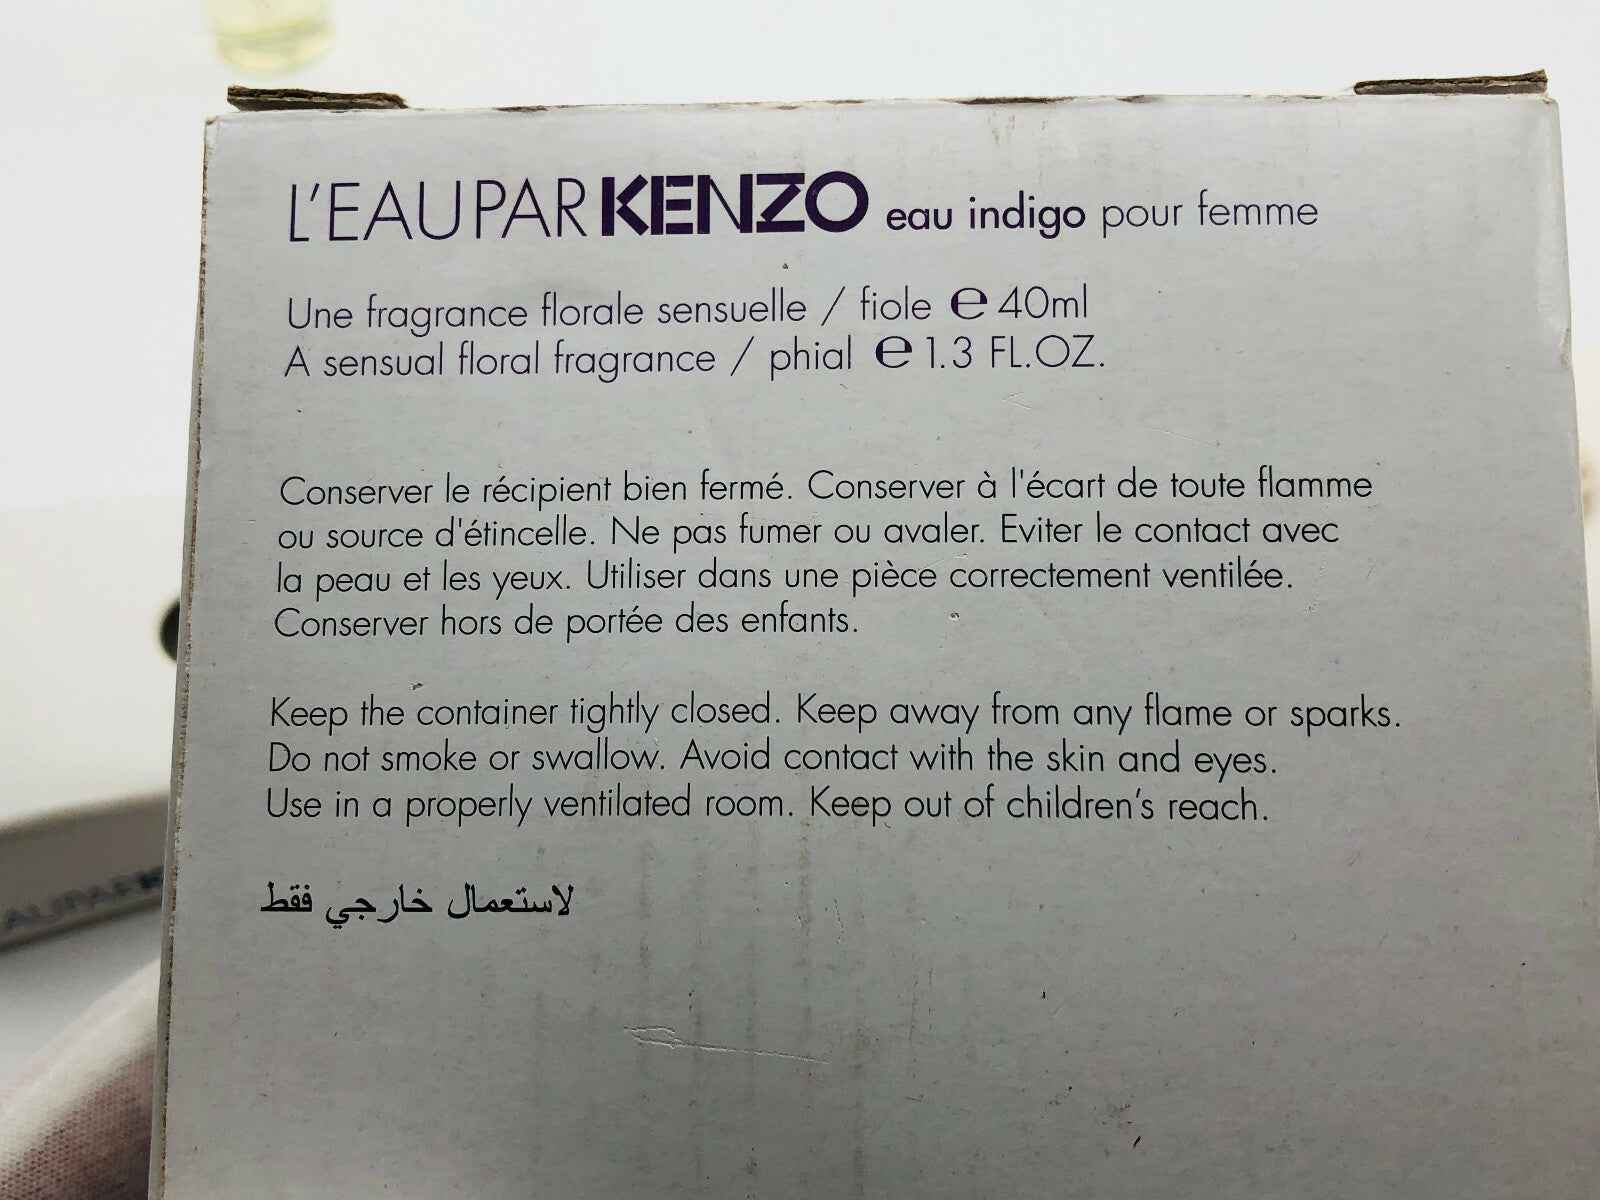 L'EAUPARKENZO eau indigo pour femme
Une fragrance florale sensuelle / fiole ℮ 40ml
A sensual floral fragrance / phial ℮ 1.3 FL.OZ.
Conserver le récipient bien fermé. Conserver à l'écart de toute flamme
ou source d'étincelle. Ne pas fumer ou avaler. Eviter le contact avec
la peau et les yeux. Utiliser dans une pièce correctement ventilée.
Conserver hors de portée des enfants.
Keep the container tightly closed. Keep away from any flame or sparks.
Do not smoke or swallow. Avoid contact with the skin and eyes.
Use in a properly ventilated room. Keep out of children's reach.
لاستعمال خارجي فقط